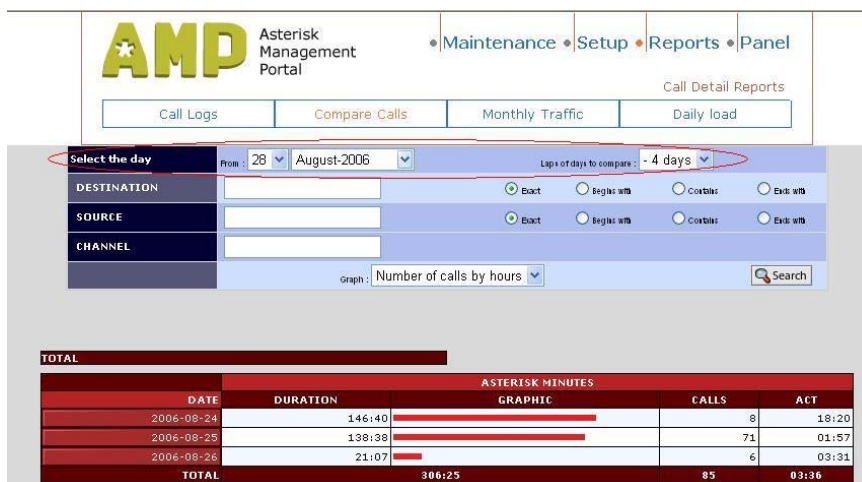 AMP
Asterisk
Management
Portal
Maintenance Setup Reports Panel
Call Detail Reports
Call Logs Compare Calls Monthly Traffic Daily load
Select the day From : 28 August-2006 Laps of days to compare : - 4 days
DESTINATION Exact Begins with Contains Ends with
SOURCE Exact Begins with Contains Ends with
CHANNEL
Graph : Number of calls by hours Search
TOTAL
ASTERISK MINUTES
DATE DURATION GRAPHIC CALLS ACT
2006-08-24 146:40 8 18:20
2006-08-25 138:38 71 01:57
2006-08-26 21:07 6 03:31
TOTAL 306:25 85 03:36